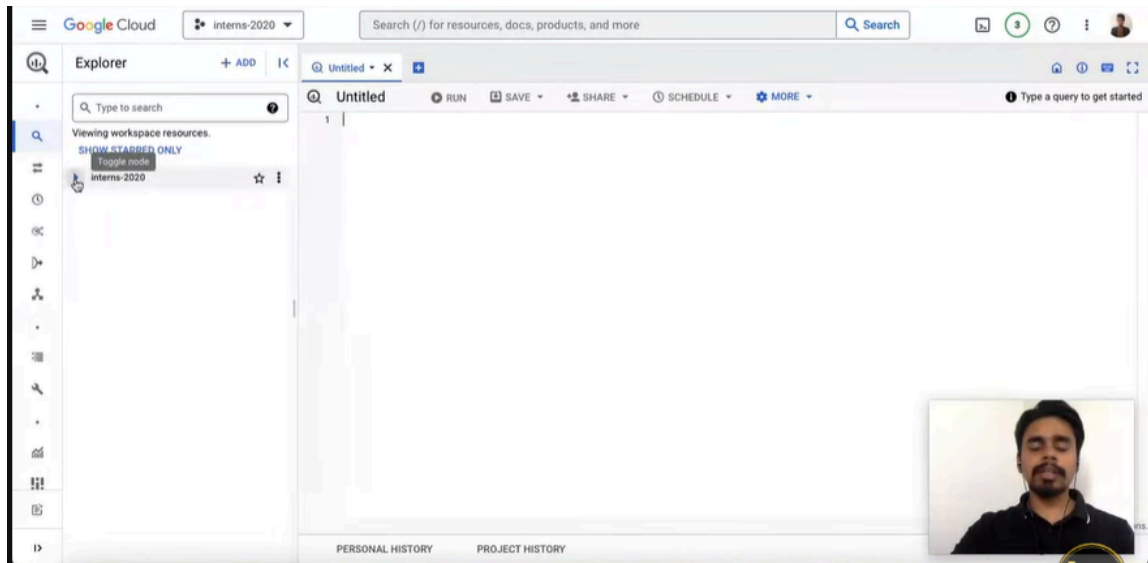 Google Cloud
interns-2020
Search (/) for resources, docs, products, and more
Search
3
Explorer
+ ADD
Untitled
Untitled
RUN
SAVE
SHARE
SCHEDULE
MORE
Type a query to get started
Type to search
1
Viewing workspace resources.
SHOW STARRED ONLY
Toggle node
interns-2020
PERSONAL HISTORY
PROJECT HISTORY